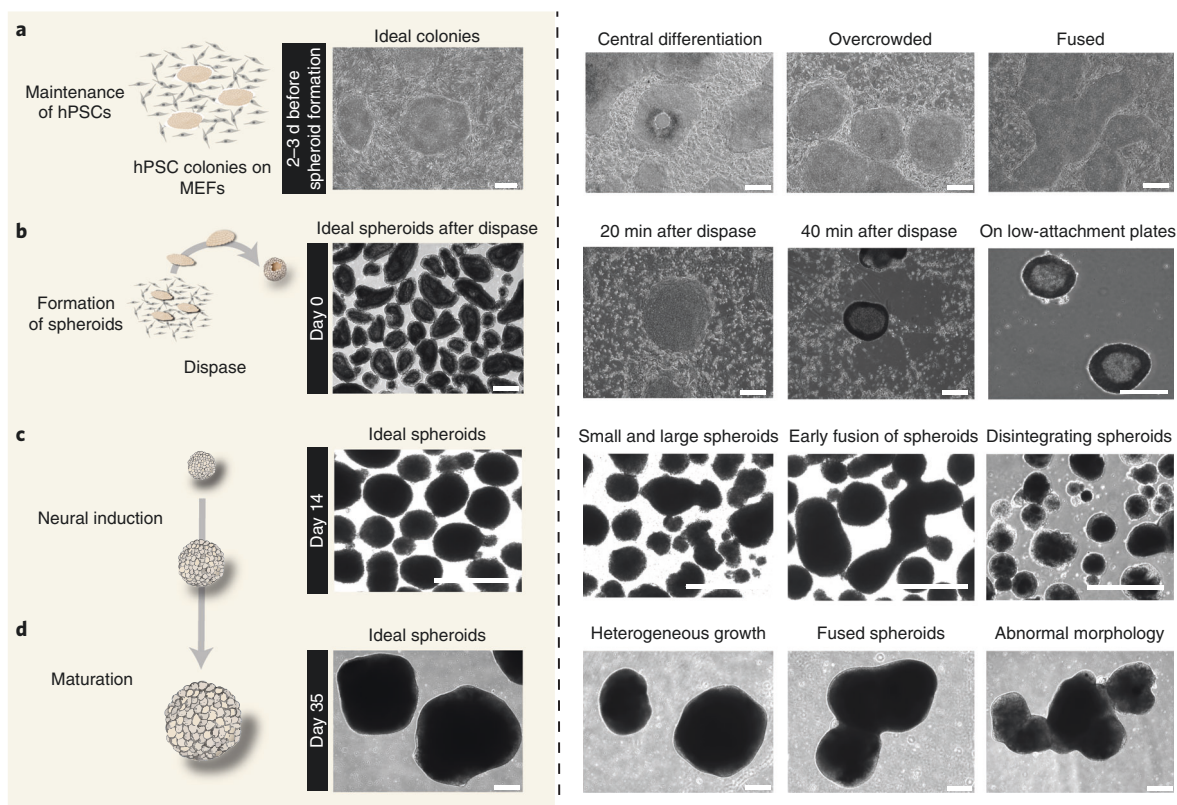 a
Maintenance
of hPSCs
hPSC colonies on
MEFs
2–3 d before
spheroid formation
Ideal colonies
Central differentiation
Overcrowded
Fused
b
Formation
of spheroids
Dispase
Day 0
Ideal spheroids after dispase
20 min after dispase
40 min after dispase
On low-attachment plates
c
Neural induction
Day 14
Ideal spheroids
Small and large spheroids
Early fusion of spheroids
Disintegrating spheroids
d
Maturation
Day 35
Ideal spheroids
Heterogeneous growth
Fused spheroids
Abnormal morphology